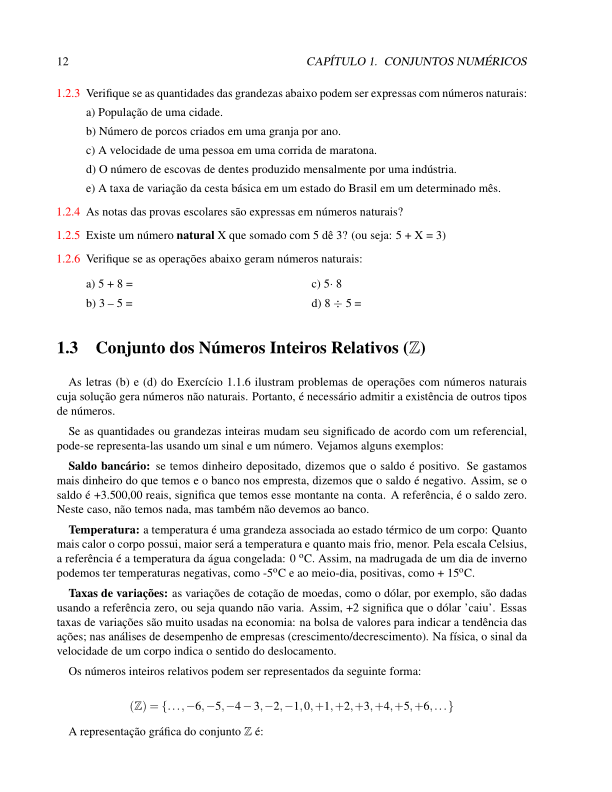 12 CAPÍTULO 1. CONJUNTOS NUMÉRICOS
1.2.3 Verifique se as quantidades das grandezas abaixo podem ser expressas com números naturais:
a) População de uma cidade.
b) Número de porcos criados em uma granja por ano.
c) A velocidade de uma pessoa em uma corrida de maratona.
d) O número de escovas de dentes produzido mensalmente por uma indústria.
e) A taxa de variação da cesta básica em um estado do Brasil em um determinado mês.
1.2.4 As notas das provas escolares são expressas em números naturais?
1.2.5 Existe um número natural X que somado com 5 dê 3? (ou seja: 5 + X = 3)
1.2.6 Verifique se as operações abaixo geram números naturais:
a) 5 + 8 = c) 5· 8
b) 3 – 5 = d) 8 ÷ 5 =
1.3 Conjunto dos Números Inteiros Relativos (ℤ)
As letras (b) e (d) do Exercício 1.1.6 ilustram problemas de operações com números naturais
cuja solução gera números não naturais. Portanto, é necessário admitir a existência de outros tipos
de números.
Se as quantidades ou grandezas inteiras mudam seu significado de acordo com um referencial,
pode-se representa-las usando um sinal e um número. Vejamos alguns exemplos:
Saldo bancário: se temos dinheiro depositado, dizemos que o saldo é positivo. Se gastamos
mais dinheiro do que temos e o banco nos empresta, dizemos que o saldo é negativo. Assim, se o
saldo é +3.500,00 reais, significa que temos esse montante na conta. A referência, é o saldo zero.
Neste caso, não temos nada, mas também não devemos ao banco.
Temperatura: a temperatura é uma grandeza associada ao estado térmico de um corpo: Quanto
mais calor o corpo possui, maior será a temperatura e quanto mais frio, menor. Pela escala Celsius,
a referência é a temperatura da água congelada: 0 ºC. Assim, na madrugada de um dia de inverno
podemos ter temperaturas negativas, como -5ºC e ao meio-dia, positivas, como + 15ºC.
Taxas de variações: as variações de cotação de moedas, como o dólar, por exemplo, são dadas
usando a referência zero, ou seja quando não varia. Assim, +2 significa que o dólar ’caiu’. Essas
taxas de variações são muito usadas na economia: na bolsa de valores para indicar a tendência das
ações; nas análises de desempenho de empresas (crescimento/decrescimento). Na física, o sinal da
velocidade de um corpo indica o sentido do deslocamento.
Os números inteiros relativos podem ser representados da seguinte forma:
(ℤ) = {…, −6, −5, −4 − 3, −2, −1, 0, +1, +2, +3, +4, +5, +6, …}
A representação gráfica do conjunto ℤ é: